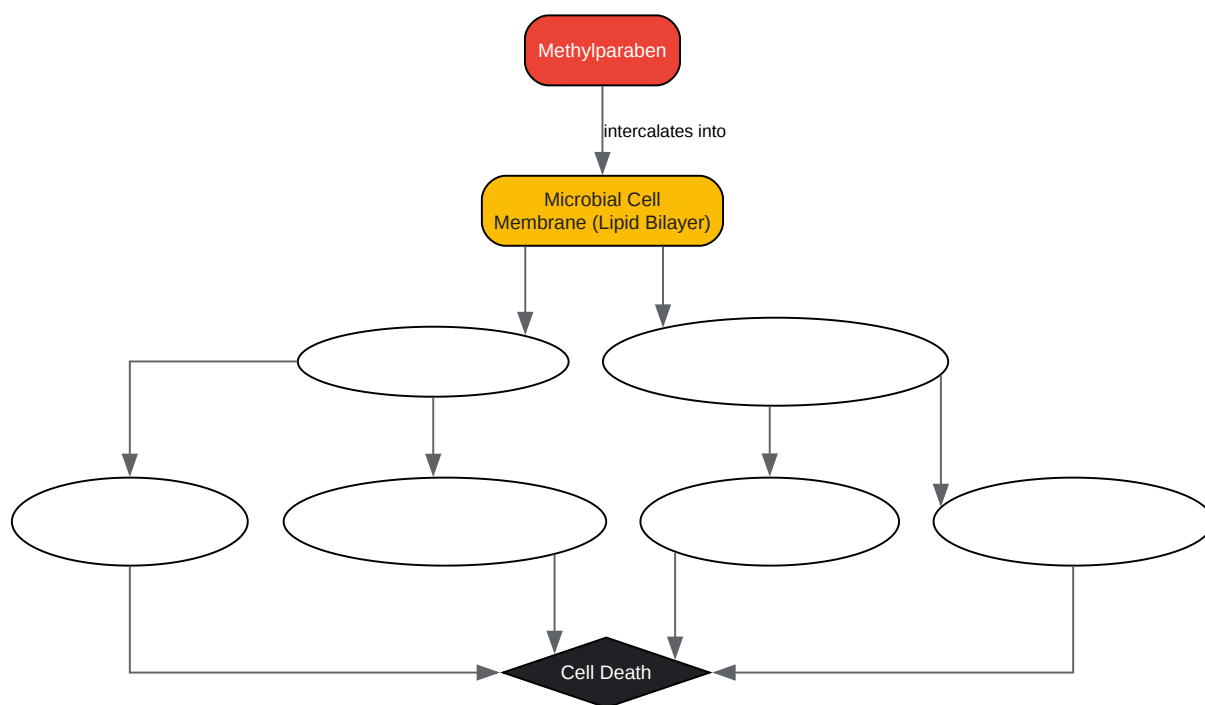 Methylparaben
intercalates into
Microbial Cell
Membrane (Lipid Bilayer)
Cell Death